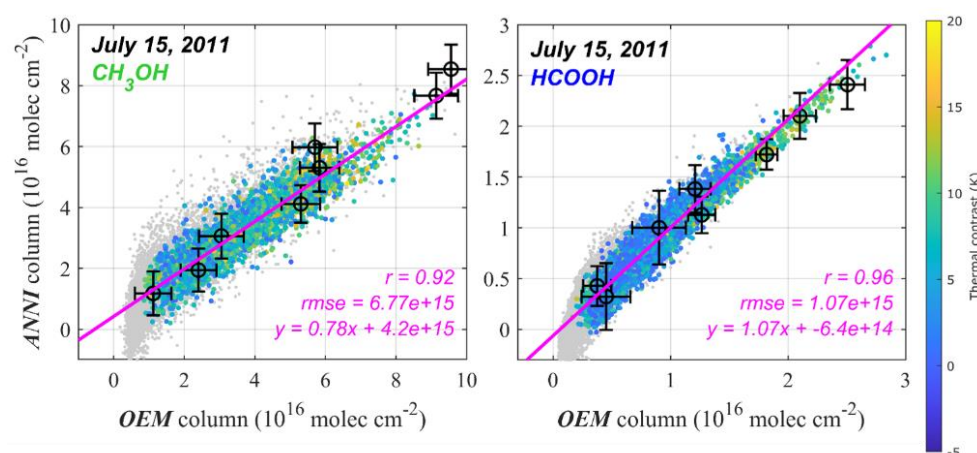 July 15, 2011
CH3OH
ANNI column (10^16 molec cm^-2)
10
8
6
4
2
0
r = 0.92
rmse = 6.77e+15
y = 0.78x + 4.2e+15
0
2
4
6
8
10
OEM column (10^16 molec cm^-2)
July 15, 2011
HCOOH
3
2.5
2
1.5
1
0.5
0
r = 0.96
rmse = 1.07e+15
y = 1.07x + -6.4e+14
0
1
2
3
OEM column (10^16 molec cm^-2)
20
15
10
5
0
-5
Thermal contrast (K)